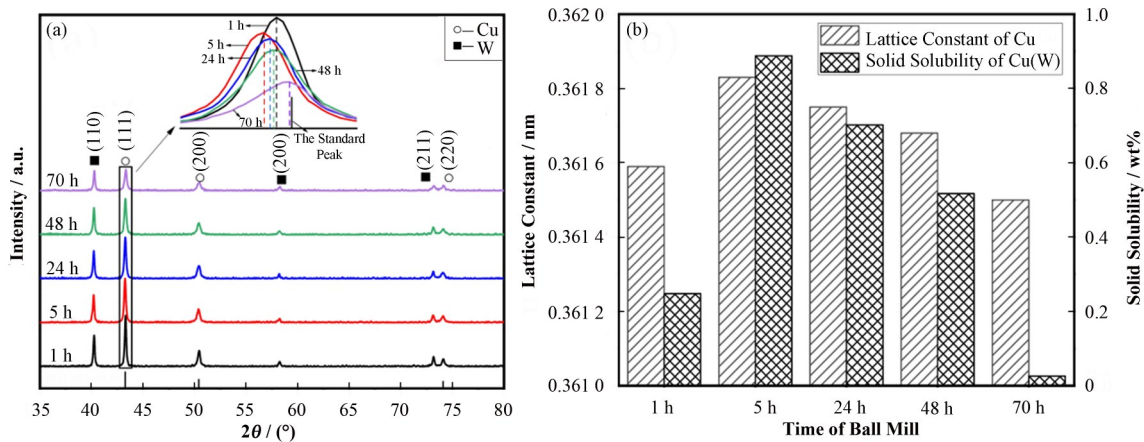 (a)
1 h
5 h
24 h
48 h
70 h
The Standard
Peak
Cu
W
(110)
(111)
(200)
(200)
(211)
(220)
70 h
48 h
24 h
5 h
1 h
Intensity / a.u.
35 40 45 50 55 60 65 70 75 80
2θ / (°)
(b)
Lattice Constant of Cu
Solid Solubility of Cu(W)
0.362 0
0.361 8
0.361 6
0.361 4
0.361 2
0.361 0
Lattice Constant / nm
1.0
0.8
0.6
0.4
0.2
0
Solid Solubility / wt%
1 h 5 h 24 h 48 h 70 h
Time of Ball Mill